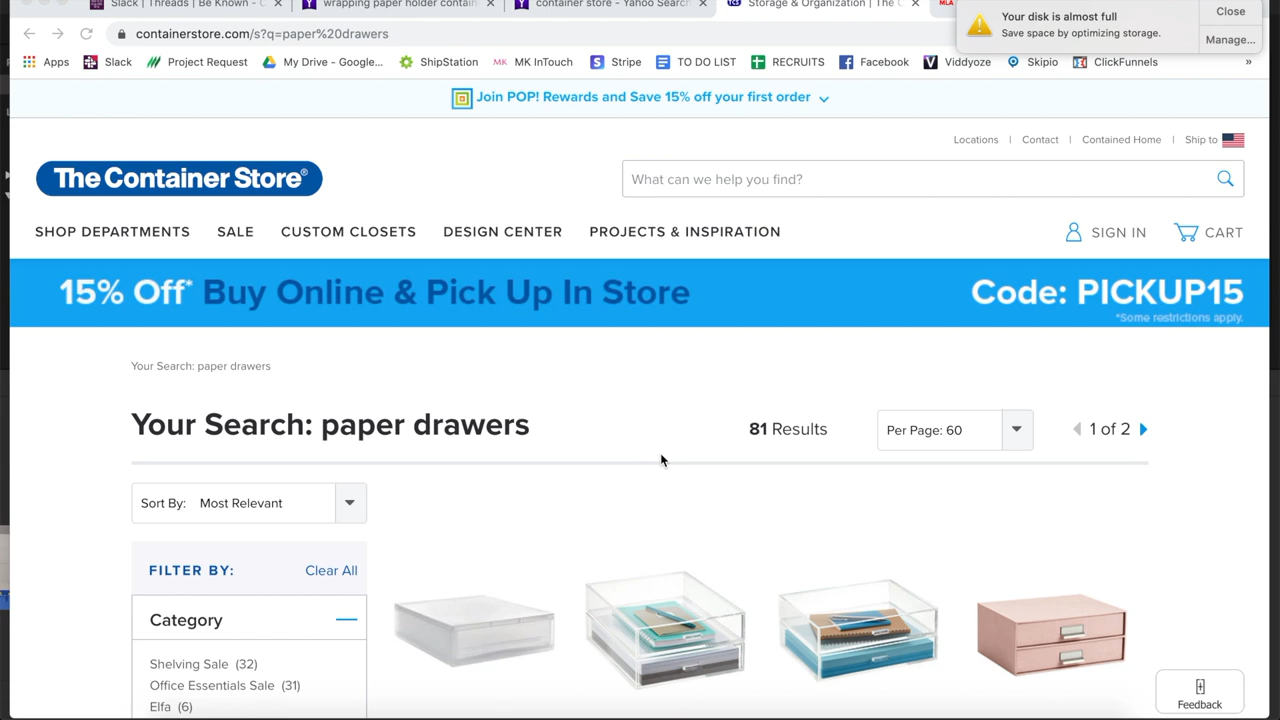 Slack | Threads | Be Known - C
wrapping paper holder contain
container store - Yahoo Search
TCS
Storage & Organization | The C
MLA
Your disk is almost full
Save space by optimizing storage.
Close
Manage...
containerstore.com/s?q=paper%20drawers
Apps
Slack
Project Request
My Drive - Google...
ShipStation
MK
MK InTouch
S
Stripe
TO DO LIST
RECRUITS
Facebook
V
Viddyoze
Skipio
ClickFunnels
»
Join POP! Rewards and Save 15% off your first order
Locations | Contact | Contained Home | Ship to
The Container Store®
What can we help you find?
SHOP DEPARTMENTS
SALE
CUSTOM CLOSETS
DESIGN CENTER
PROJECTS & INSPIRATION
SIGN IN
CART
15% Off* Buy Online & Pick Up In Store
Code: PICKUP15
*Some restrictions apply.
Your Search: paper drawers
Your Search: paper drawers
81 Results
Per Page: 60
1 of 2
Sort By: Most Relevant
FILTER BY:
Clear All
Category
Shelving Sale (32)
Office Essentials Sale (31)
Elfa (6)
Feedback